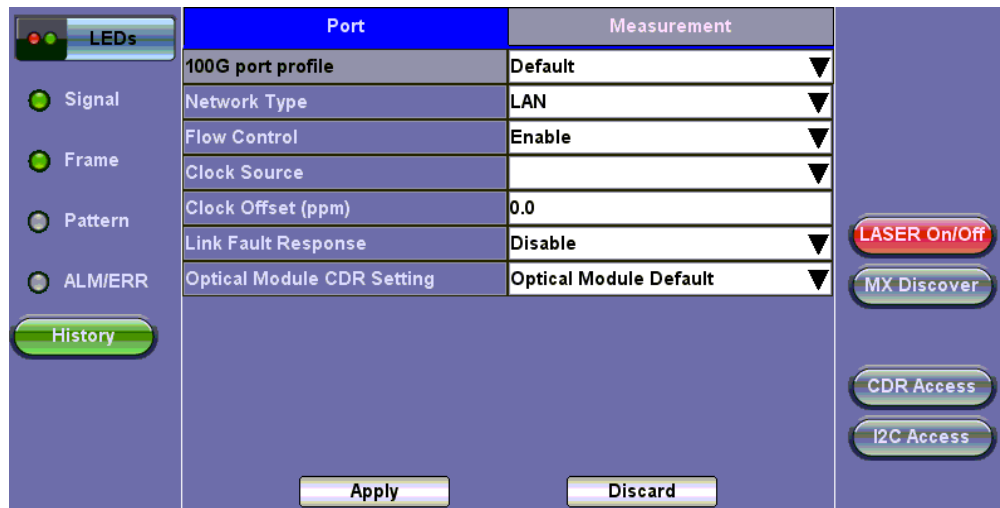 LEDs
Port Measurement
100G port profile Default
Signal
Network Type LAN
Flow Control Enable
Frame
Clock Source
Clock Offset (ppm) 0.0
Pattern
Link Fault Response Disable
LASER On/Off
ALM/ERR
Optical Module CDR Setting Optical Module Default
MX Discover
History
CDR Access
I2C Access
Apply Discard